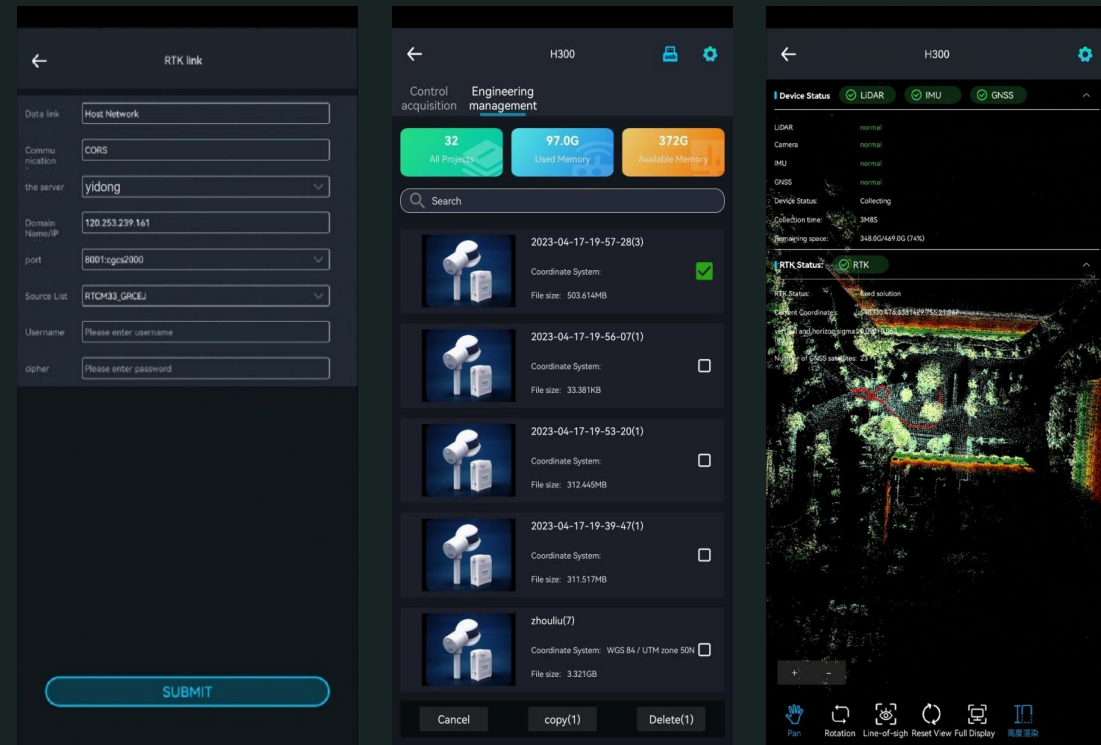 RTK link
Data link
Host Network
Commu
nication
CORS
the server
yidong
Domain
Name/IP
120.253.239.161
port
8001:cgcs2000
Source List
RTCM33_GRCEJ
Username
Please enter username
cipher
Please enter password
SUBMIT
H300
Control
acquisition
Engineering
management
32
All Projects
97.0G
Used Memory
372G
Available Memory
Search
2023-04-17-19-57-28(3)
Coordinate System:
File size: 503.614MB
2023-04-17-19-56-07(1)
Coordinate System:
File size: 33.381KB
2023-04-17-19-53-20(1)
Coordinate System:
File size: 312.445MB
2023-04-17-19-39-47(1)
Coordinate System:
File size: 311.517MB
zhouliu(7)
Coordinate System: WGS 84 / UTM zone 50N
File size: 3.321GB
Cancel
copy(1)
Delete(1)
H300
Device Status
LiDAR
IMU
GNSS
LiDAR normal
Camera normal
IMU normal
GNSS normal
Device Status: Collecting
Collection time: 3M8S
Remaining space: 348.0G/469.0G (74%)
RTK Status:
RTK
RTK Status: fixed solution
Current Coordinates:
vertical and horizon sigma:
Number of GNSS satellites: 23
+ -
Pan
Rotation
Line-of-sigh
Reset View
Full Display
高度渲染